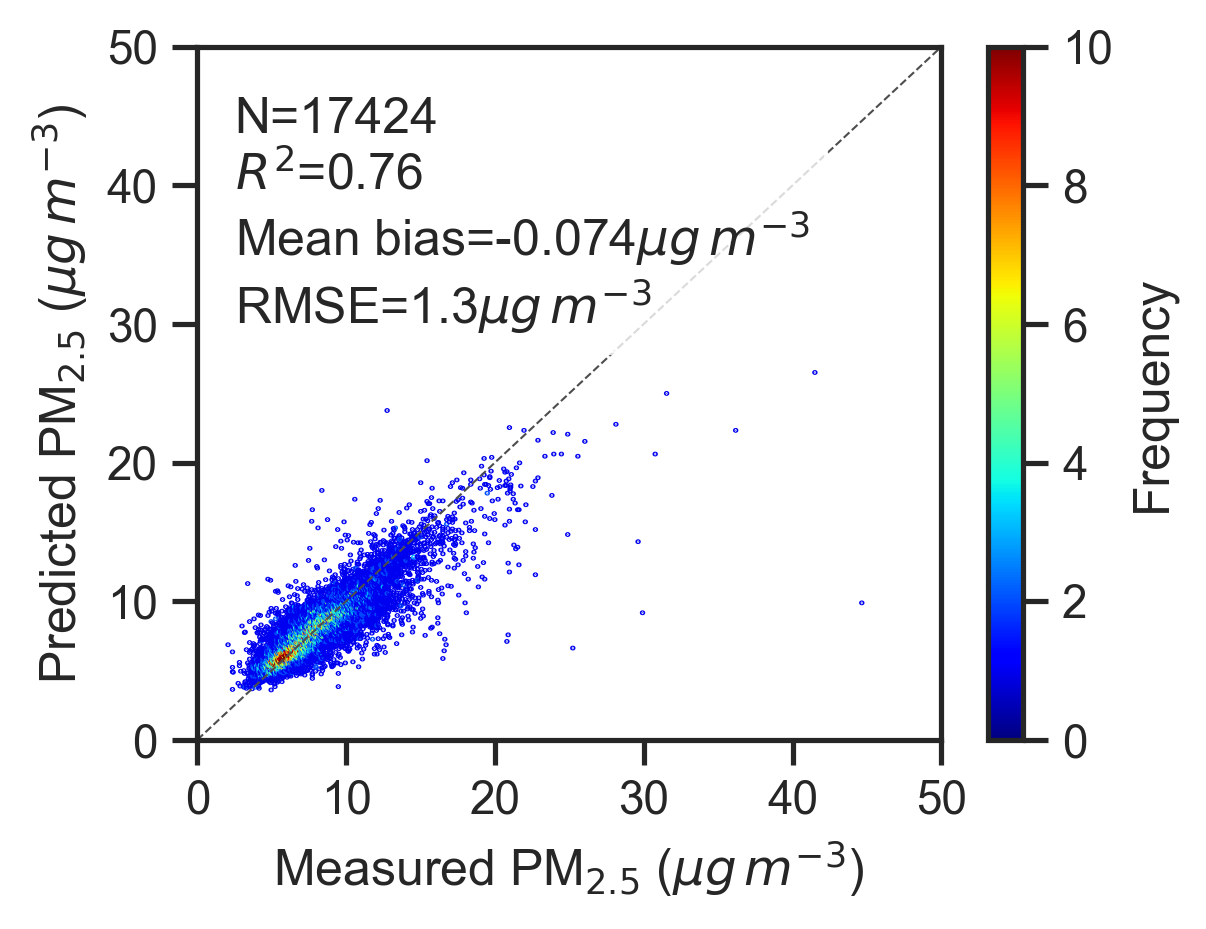 50
40
30
20
10
0
0
10
20
30
40
50
Predicted PM₂.₅ (μg m⁻³)
Measured PM₂.₅ (μg m⁻³)
N=17424
R²=0.76
Mean bias=-0.074μg m⁻³
RMSE=1.3μg m⁻³
10
8
6
4
2
0
Frequency